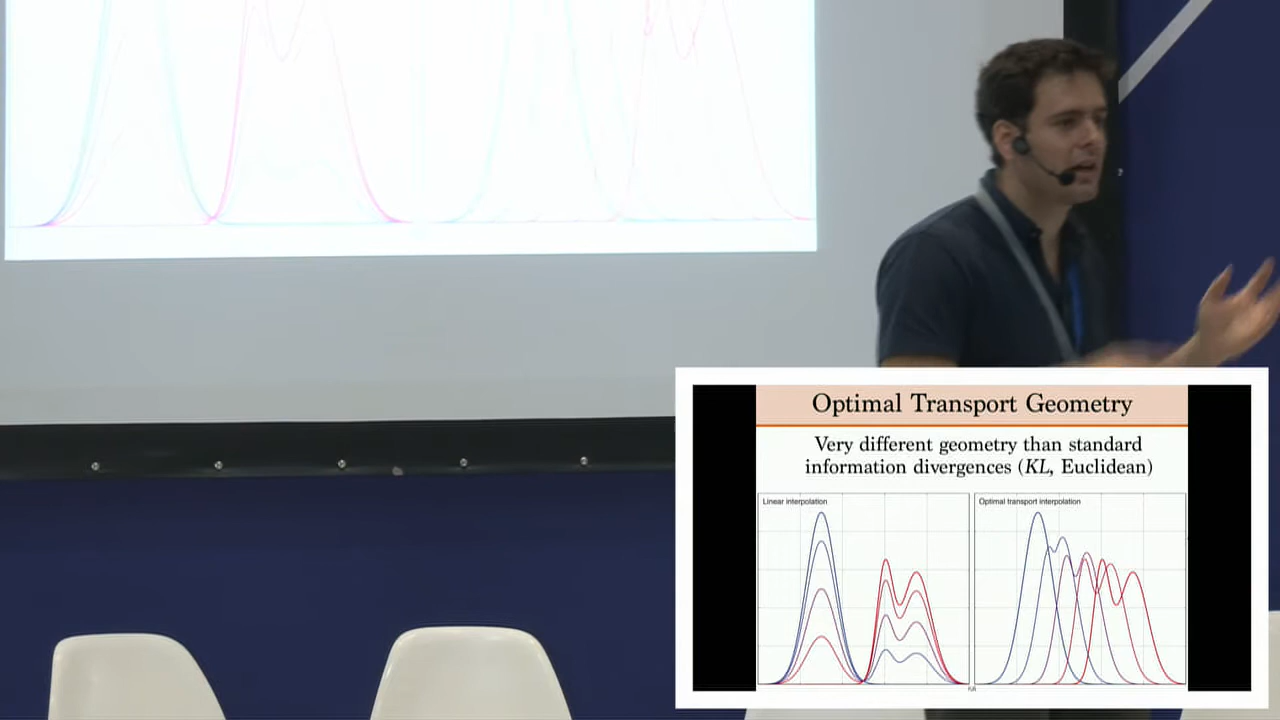 Optimal Transport Geometry
Very different geometry than standard
information divergences (KL, Euclidean)
Linear interpolation
Optimal transport interpolation